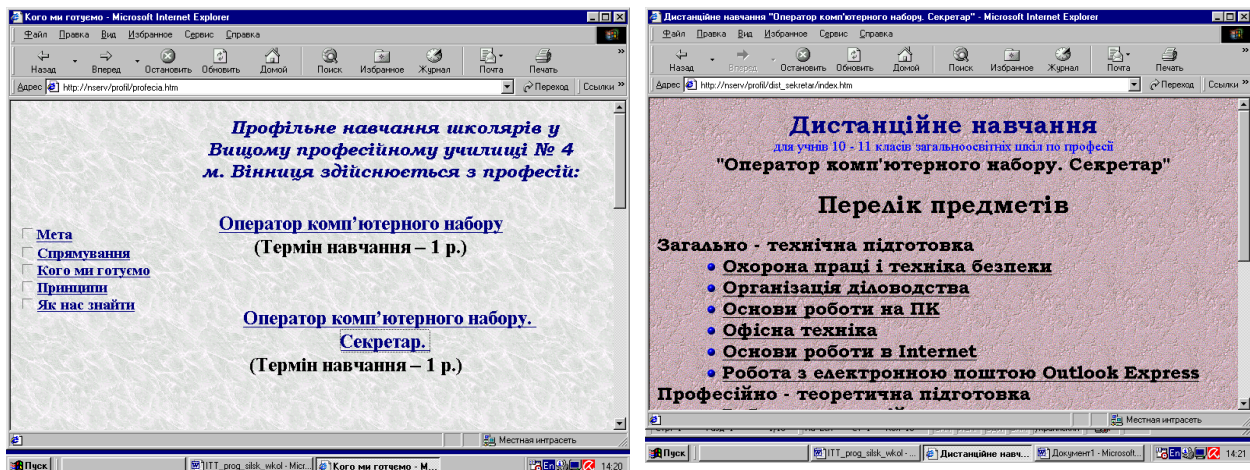 Кого ми готуємо - Microsoft Internet Explorer
Файл Правка Вид Избранное Сервис Справка
Назад Вперед Остановить Обновить Домой Поиск Избранное Журнал Почта Печать »
Адрес http://nserv/profil/profecia.htm Переход Ссылки »
Профільне навчання школярів у
Вищому професійному училищі № 4
м. Вінниця здійснюється з професій:
Мета
Спрямування
Кого ми готуємо
Принципи
Як нас знайти
Оператор комп’ютерного набору
(Термін навчання – 1 р.)
Оператор комп’ютерного набору.
Секретар.
(Термін навчання – 1 р.)
Местная интрасеть
Пуск ITT_prog_silsk_wkol - Micr... Кого ми готуємо - М... En 14:20
Дистанційне навчання "Оператор комп'ютерного набору. Секретар" - Microsoft Internet Explorer
Файл Правка Вид Избранное Сервис Справка
Назад Вперед Остановить Обновить Домой Поиск Избранное Журнал Почта Печать »
Адрес http://nserv/profil/dist_sekretar/index.htm Переход Ссылки »
Дистанційне навчання
для учнів 10 - 11 класів загальноосвітніх шкіл по професії
"Оператор комп'ютерного набору. Секретар"
Перелік предметів
Загально - технічна підготовка
Охорона праці і техніка безпеки
Організація діловодства
Основи роботи на ПК
Офісна техніка
Основи роботи в Internet
Робота з електронною поштою Outlook Express
Професійно - теоретична підготовка
Местная интрасеть
Пуск ITT_prog_silsk_wkol - ... Дистанційне навч... Документ1 - Microsoft... En 14:21